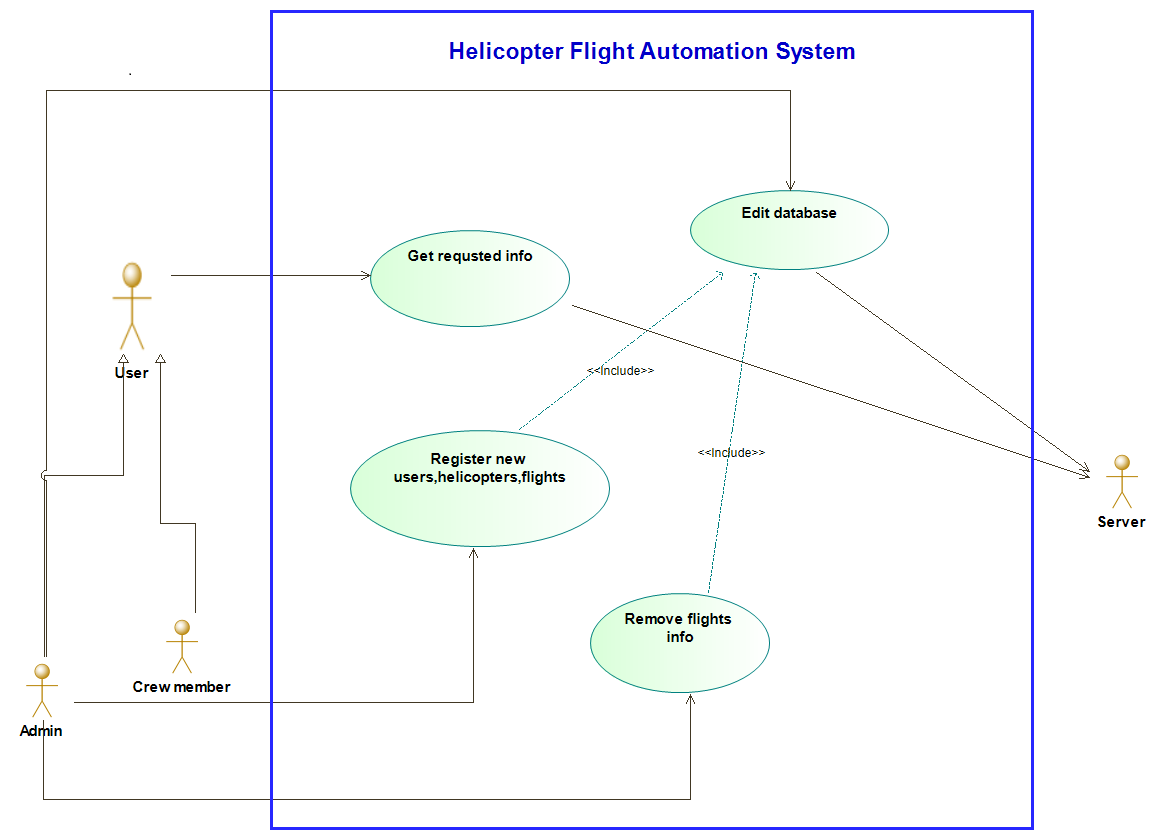 Helicopter Flight Automation System
Edit database
Get requsted info
User
<<Include>>
<<Include>>
Register new
users,helicopters,flights
Server
Remove flights
info
Crew member
Admin